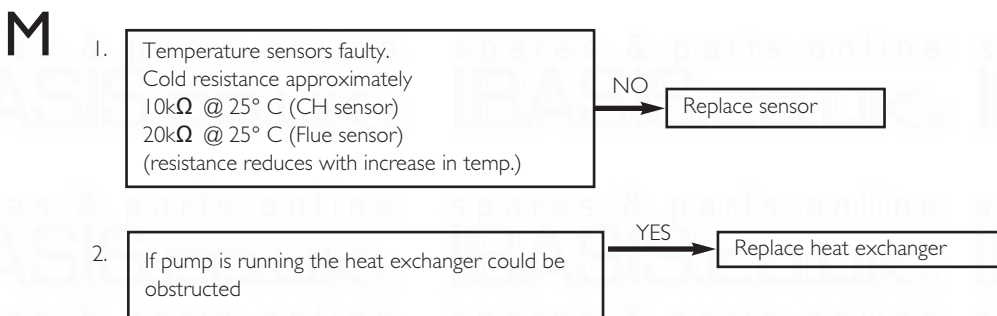 M
1. Temperature sensors faulty.
Cold resistance approximately
10kΩ @ 25° C (CH sensor)
20kΩ @ 25° C (Flue sensor)
(resistance reduces with increase in temp.)
NO
Replace sensor
2. If pump is running the heat exchanger could be
obstructed
YES
Replace heat exchanger